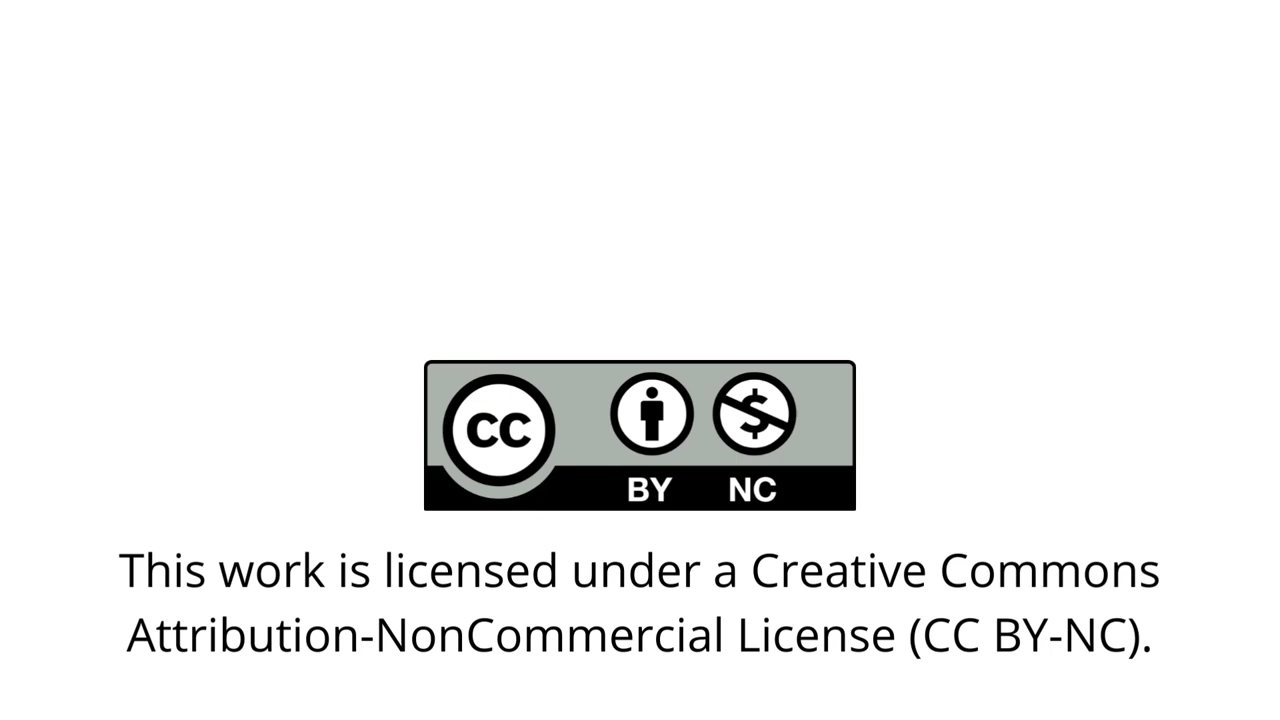 CC
BY NC
This work is licensed under a Creative Commons
Attribution-NonCommercial License (CC BY-NC).